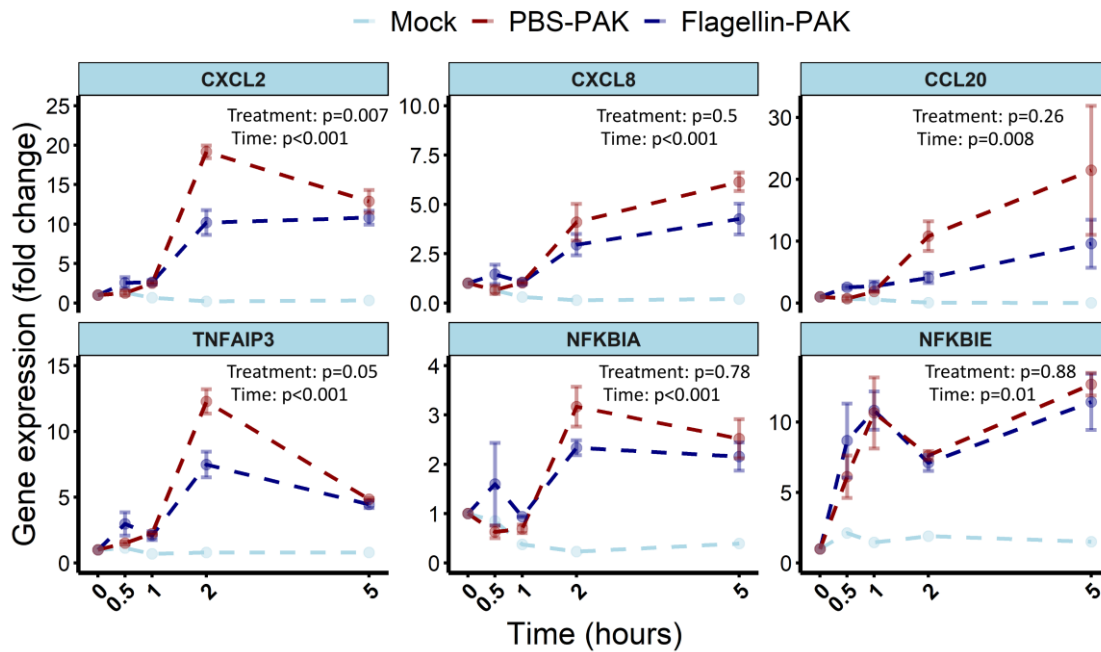 Mock PBS-PAK Flagellin-PAK
Gene expression (fold change)
CXCL2
Treatment: p=0.007
Time: p<0.001
25
20
15
10
5
0
CXCL8
Treatment: p=0.5
Time: p<0.001
10.0
7.5
5.0
2.5
0.0
CCL20
Treatment: p=0.26
Time: p=0.008
30
20
10
0
TNFAIP3
Treatment: p=0.05
Time: p<0.001
15
10
5
0
0 0.5 1 2 5
NFKBIA
Treatment: p=0.78
Time: p<0.001
4
3
2
1
0
0 0.5 1 2 5
NFKBIE
Treatment: p=0.88
Time: p=0.01
10
5
0
0 0.5 1 2 5
Time (hours)